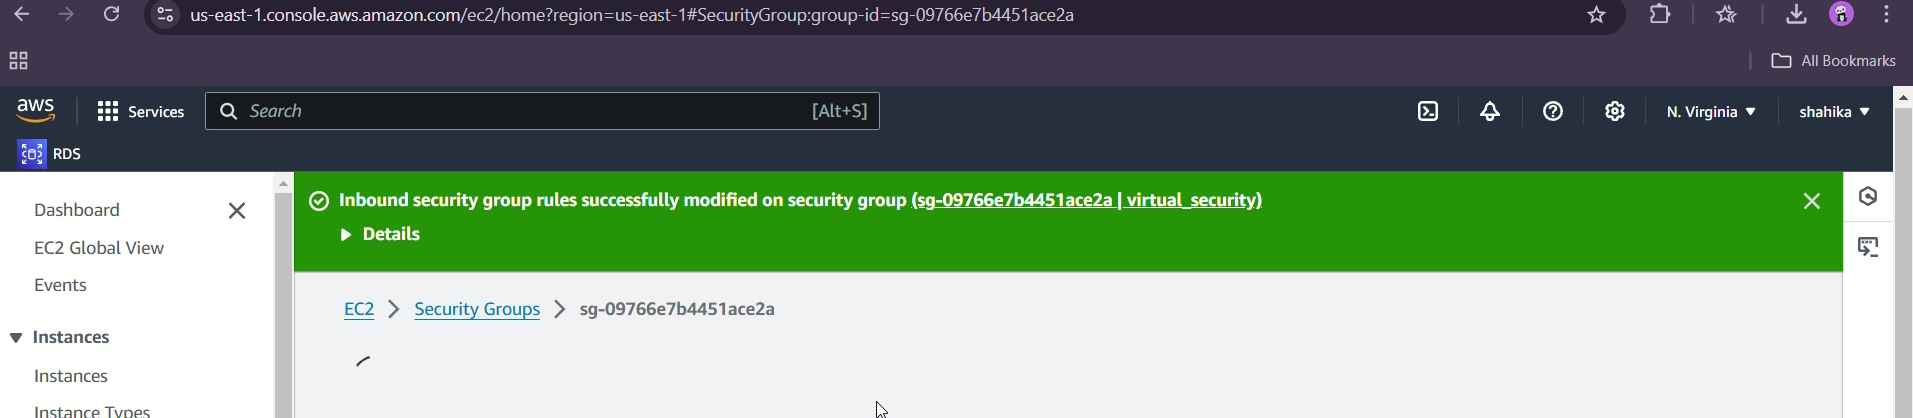 us-east-1.console.aws.amazon.com/ec2/home?region=us-east-1#SecurityGroup:group-id=sg-09766e7b4451ace2a
All Bookmarks
aws Services Search [Alt+S] N. Virginia shahika
RDS
Dashboard
EC2 Global View
Events
Instances
Instances
Instance Types
Inbound security group rules successfully modified on security group (sg-09766e7b4451ace2a | virtual_security)
Details
EC2 > Security Groups > sg-09766e7b4451ace2a